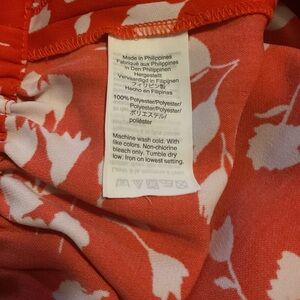 Made in Philippines
Fabriqué aux Philippines
In Den Philippinen
Hergestellt
Vervaardigd in Filipijnen
フィリピン製
Hecho en Filipinas
100% Polyester/Polyester/
Polyester/Polyester/
ポリエステル/
poliéster
Machine wash cold. With
like colors. Non-chlorine
bleach only. Tumble dry
low. Iron on lowest setting.